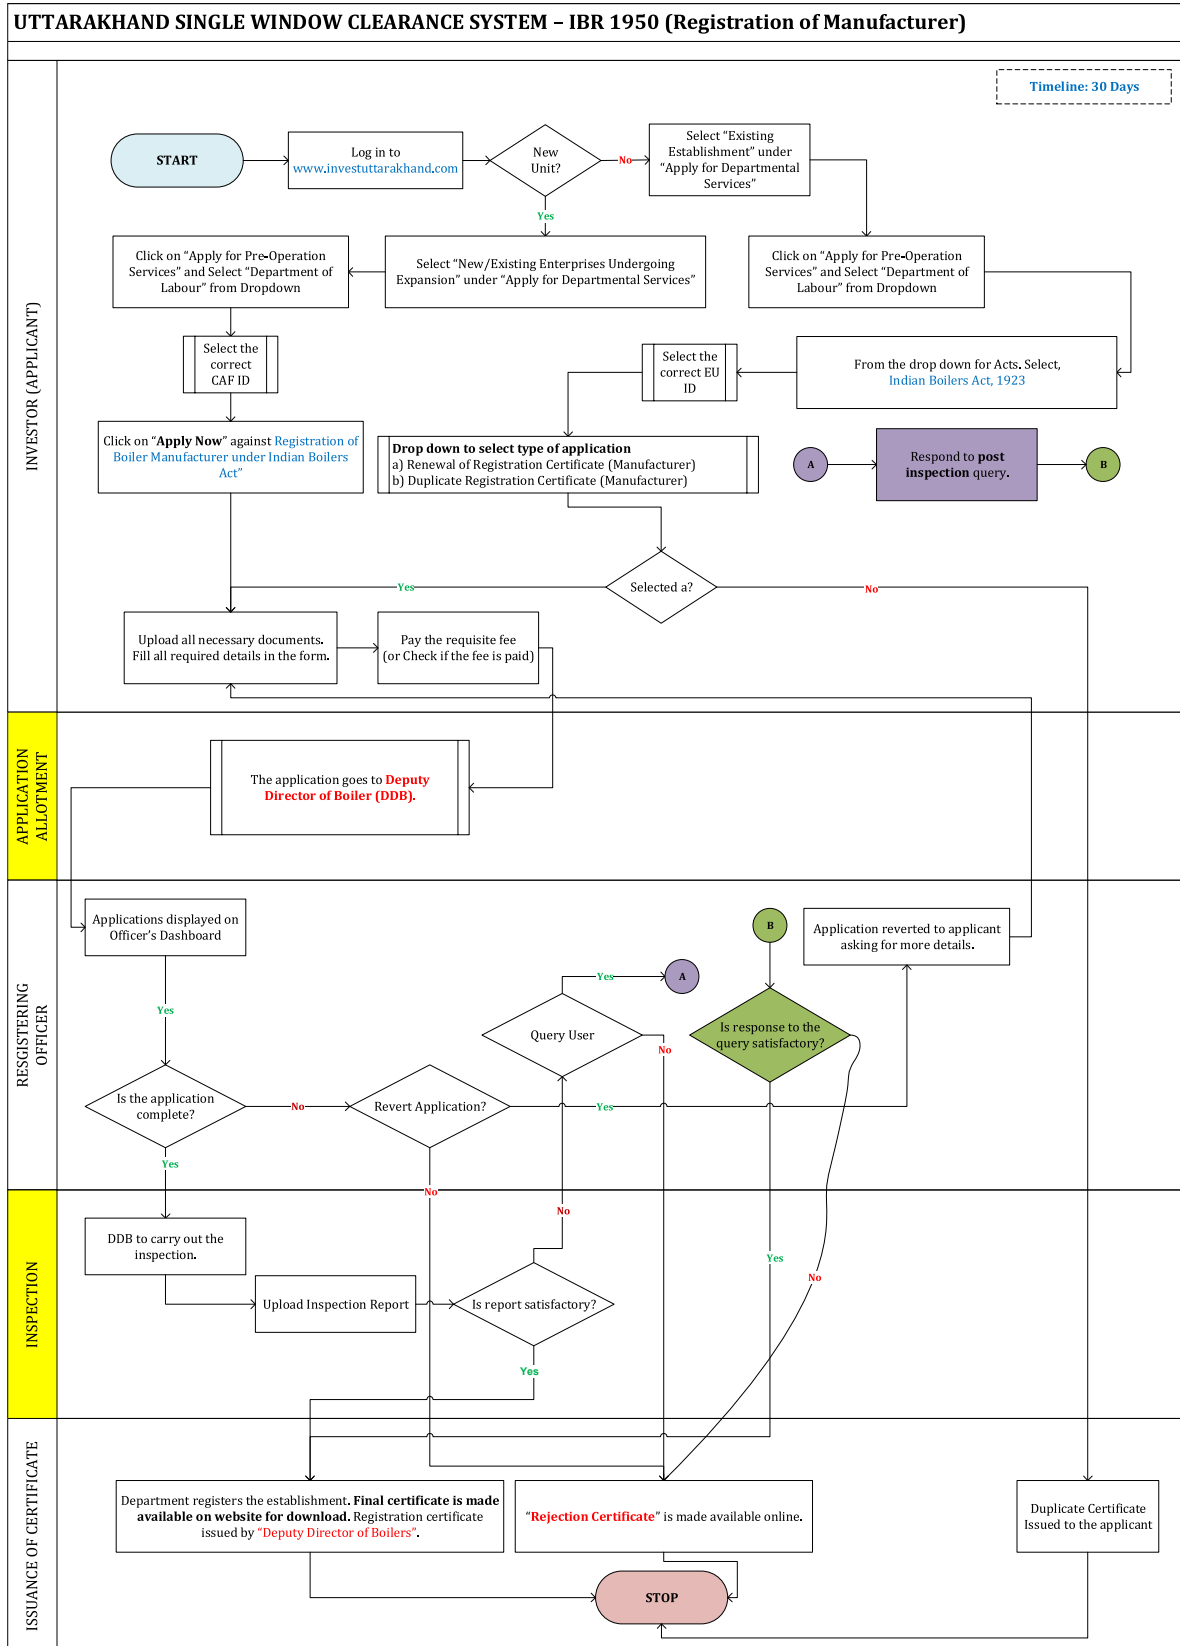 UTTARAKHAND SINGLE WINDOW CLEARANCE SYSTEM – IBR 1950 (Registration of Manufacturer)
Timeline: 30 Days
INVESTOR (APPLICANT)
START
Log in to
www.investuttarakhand.com
New
Unit?
No
Select “Existing
Establishment” under
“Apply for Departmental
Services”
Yes
Click on “Apply for Pre-Operation
Services” and Select “Department of
Labour” from Dropdown
Select “New/Existing Enterprises Undergoing
Expansion” under “Apply for Departmental Services”
Click on “Apply for Pre-Operation
Services” and Select “Department of
Labour” from Dropdown
Select the
correct
CAF ID
Select the
correct EU
ID
From the drop down for Acts. Select,
Indian Boilers Act, 1923
Click on “Apply Now” against Registration of
Boiler Manufacturer under Indian Boilers
Act”
Drop down to select type of application
a) Renewal of Registration Certificate (Manufacturer)
b) Duplicate Registration Certificate (Manufacturer)
A
Respond to post
inspection query.
B
Yes
Selected a?
No
Upload all necessary documents.
Fill all required details in the form.
Pay the requisite fee
(or Check if the fee is paid)
APPLICATION
ALLOTMENT
The application goes to Deputy
Director of Boiler (DDB).
RESGISTERING
OFFICER
Applications displayed on
Officer’s Dashboard
B
Application reverted to applicant
asking for more details.
Yes
A
Yes
Query User
No
Is response to the
query satisfactory?
Is the application
complete?
No
Revert Application?
Yes
Yes
No
INSPECTION
DDB to carry out the
inspection.
No
Yes
No
Upload Inspection Report
Is report satisfactory?
Yes
ISSUANCE OF CERTIFICATE
Department registers the establishment. Final certificate is made
available on website for download. Registration certificate
issued by “Deputy Director of Boilers”.
“Rejection Certificate” is made available online.
Duplicate Certificate
Issued to the applicant
STOP